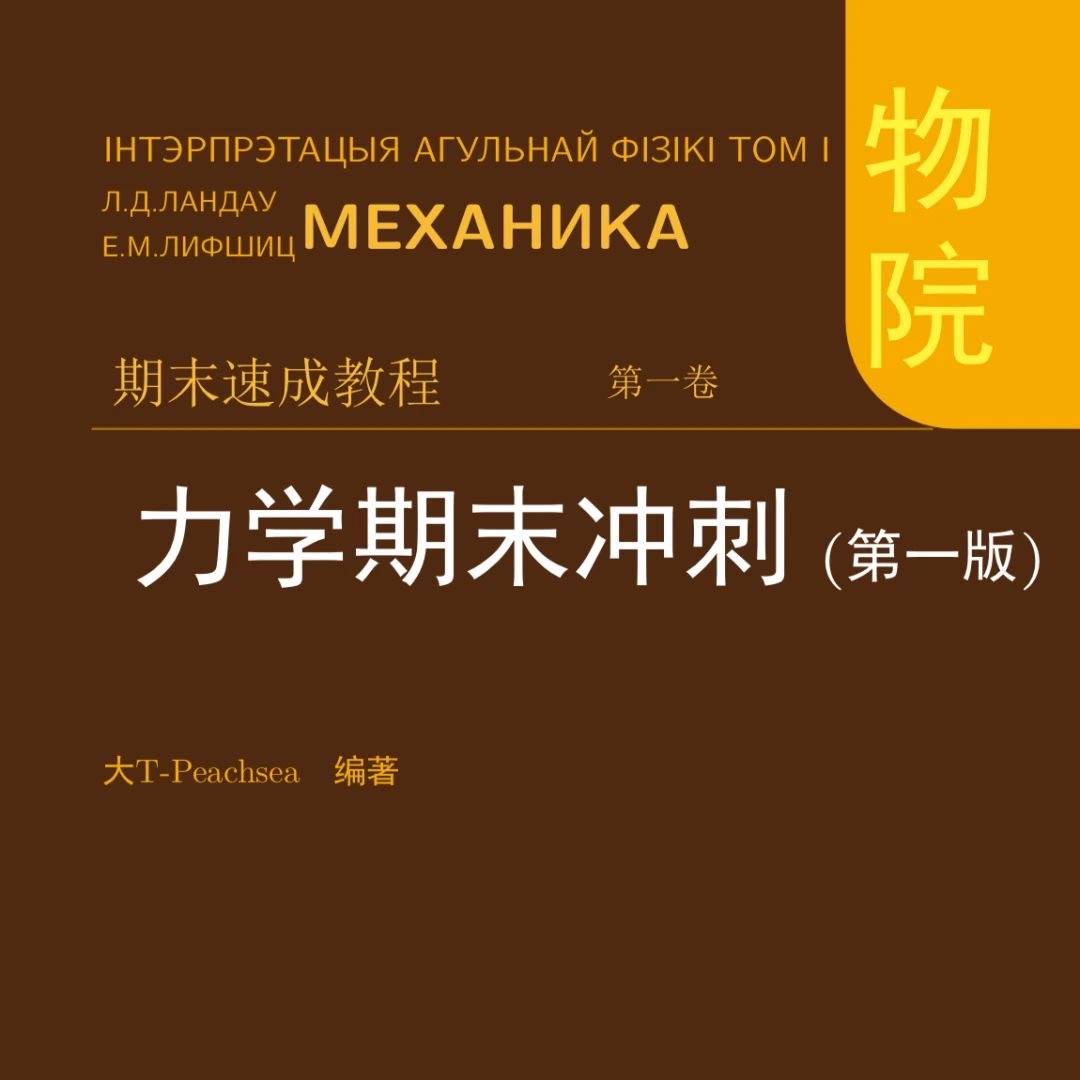 ІНТЭРПРЭТАЦЫЯ АГУЛЬНАЙ ФІЗІКІ ТОМ I
Л.Д.ЛАНДАУ
Е.М.ЛИФШИЦ
МЕХАНИКА
物院
期末速成教程 第一卷
力学期末冲刺 (第一版)
大T-Peachsea 编著